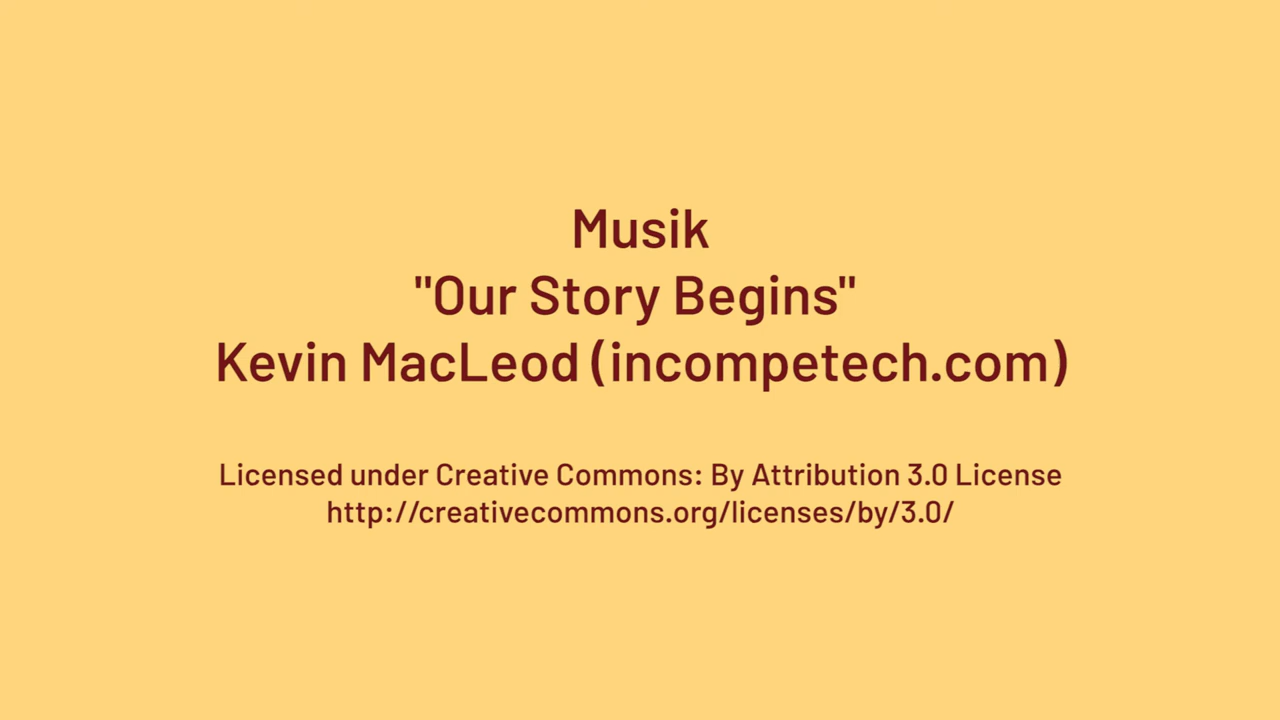 Musik
"Our Story Begins"
Kevin MacLeod (incompetech.com)
Licensed under Creative Commons: By Attribution 3.0 License
http://creativecommons.org/licenses/by/3.0/